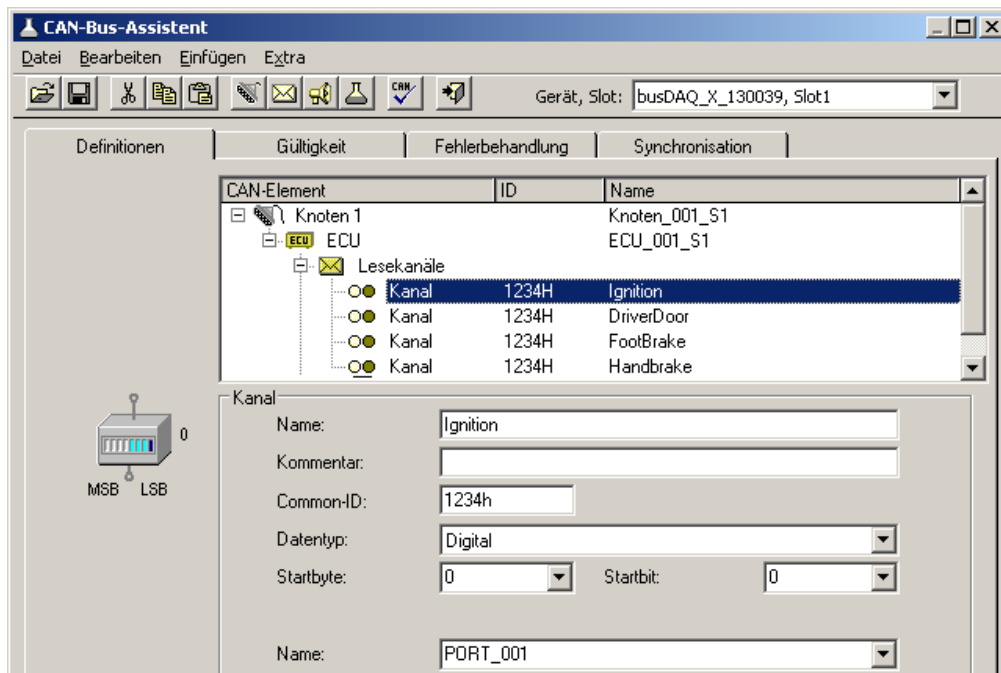 CAN-Bus-Assistent
Datei Bearbeiten Einfügen Extra
CAN Gerät, Slot: busDAQ_X_130039, Slot1
Definitionen Gültigkeit Fehlerbehandlung Synchronisation
CAN-Element ID Name
Knoten 1 Knoten_001_S1
ECU ECU ECU_001_S1
Lesekanäle
Kanal 1234H Ignition
Kanal 1234H DriverDoor
Kanal 1234H FootBrake
Kanal 1234H Handbrake
Kanal
Name: Ignition
0
Kommentar:
MSB LSB
Common-ID: 1234h
Datentyp: Digital
Startbyte: 0 Startbit: 0
Name: PORT_001